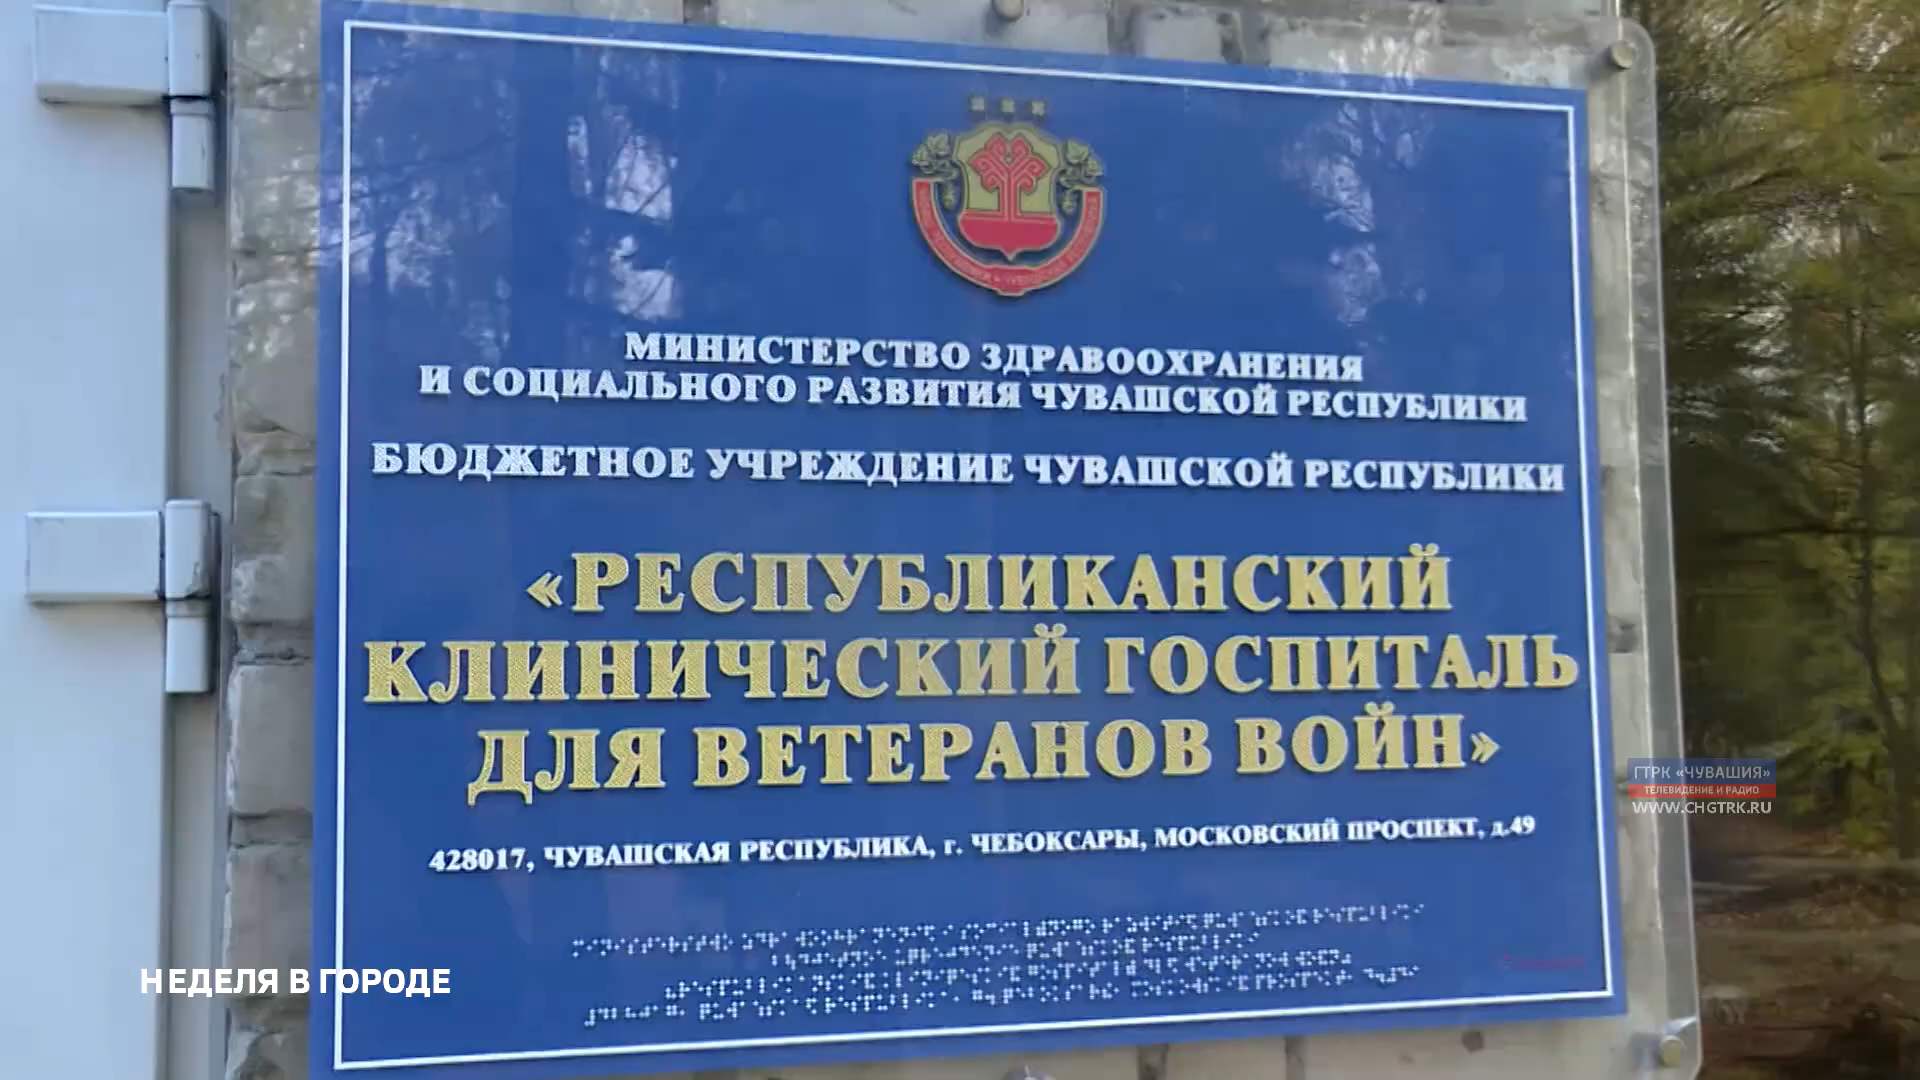 МИНИСТЕРСТВО ЗДРАВООХРАНЕНИЯ
И СОЦИАЛЬНОГО РАЗВИТИЯ ЧУВАШСКОЙ РЕСПУБЛИКИ
БЮДЖЕТНОЕ УЧРЕЖДЕНИЕ ЧУВАШСКОЙ РЕСПУБЛИКИ
«РЕСПУБЛИКАНСКИЙ
КЛИНИЧЕСКИЙ ГОСПИТАЛЬ
ДЛЯ ВЕТЕРАНОВ ВОЙН»
428017, ЧУВАШСКАЯ РЕСПУБЛИКА, г. ЧЕБОКСАРЫ, МОСКОВСКИЙ ПРОСПЕКТ, д.49
ГТРК «ЧУВАШИЯ»
ТЕЛЕВИДЕНИЕ И РАДИО
WWW.CHGTRK.RU
НЕДЕЛЯ В ГОРОДЕ